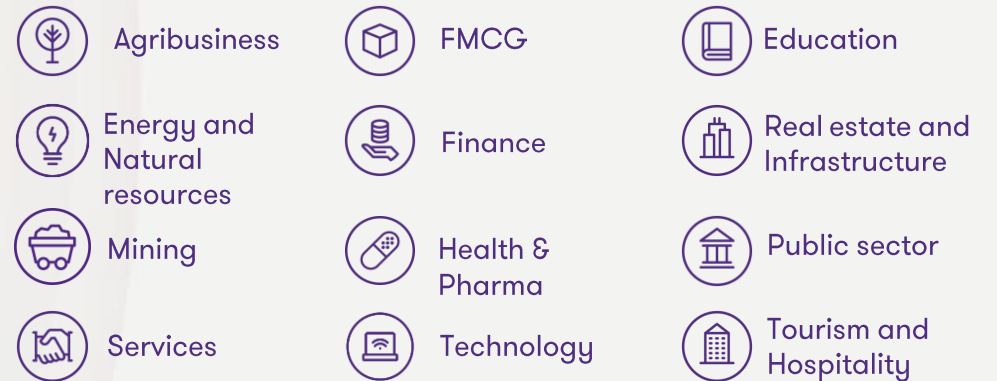 Agribusiness
FMCG
Education
Energy and
Natural
resources
Finance
Real estate and
Infrastructure
Mining
Health &
Pharma
Public sector
Services
Technology
Tourism and
Hospitality